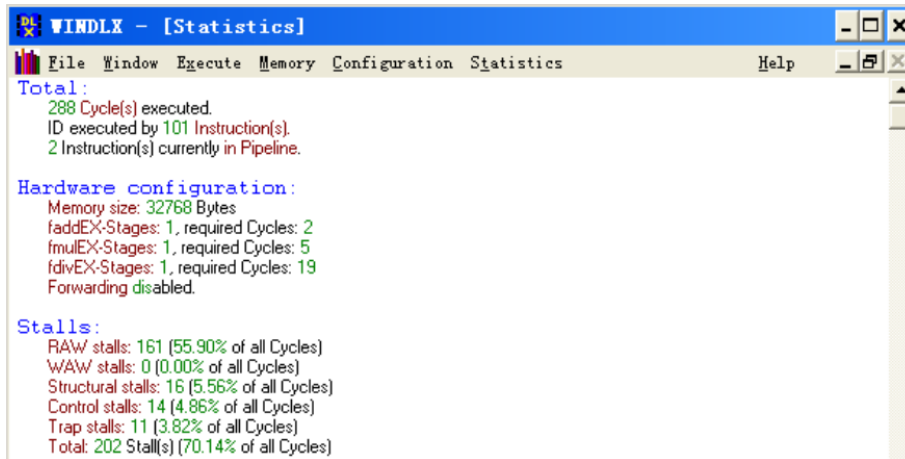 DLX WINDLX - [Statistics]
File Window Execute Memory Configuration Statistics Help
Total:
288 Cycle(s) executed.
ID executed by 101 Instruction(s).
2 Instruction(s) currently in Pipeline.
Hardware configuration:
Memory size: 32768 Bytes
faddEX-Stages: 1, required Cycles: 2
fmulEX-Stages: 1, required Cycles: 5
fdivEX-Stages: 1, required Cycles: 19
Forwarding disabled.
Stalls:
RAW stalls: 161 (55.90% of all Cycles)
WAW stalls: 0 (0.00% of all Cycles)
Structural stalls: 16 (5.56% of all Cycles)
Control stalls: 14 (4.86% of all Cycles)
Trap stalls: 11 (3.82% of all Cycles)
Total: 202 Stall(s) (70.14% of all Cycles)